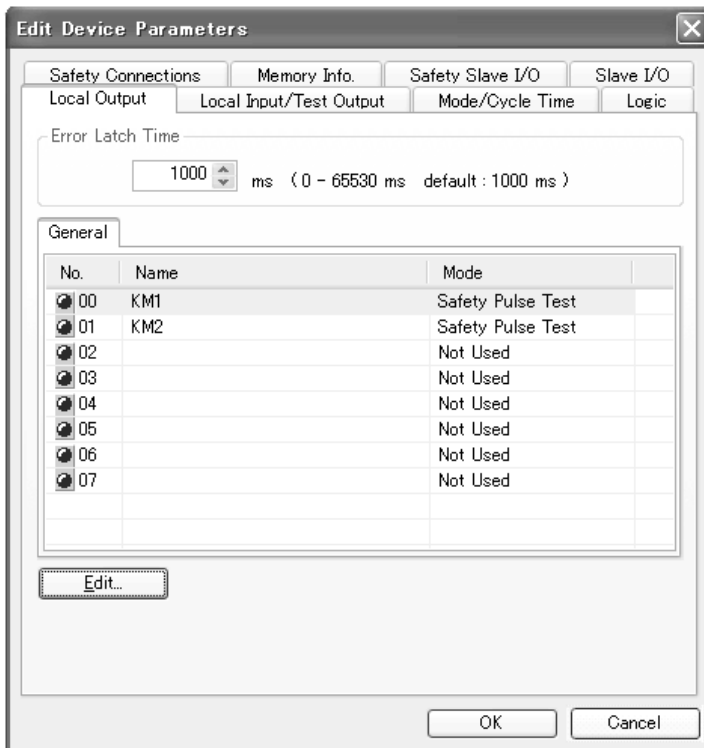 Edit Device Parameters
Safety Connections Memory Info. Safety Slave I/O Slave I/O
Local Output Local Input/Test Output Mode/Cycle Time Logic
Error Latch Time
1000 ms ( 0 - 65530 ms default : 1000 ms )
General
No. Name Mode
00 KM1 Safety Pulse Test
01 KM2 Safety Pulse Test
02 Not Used
03 Not Used
04 Not Used
05 Not Used
06 Not Used
07 Not Used
Edit...
OK Cancel